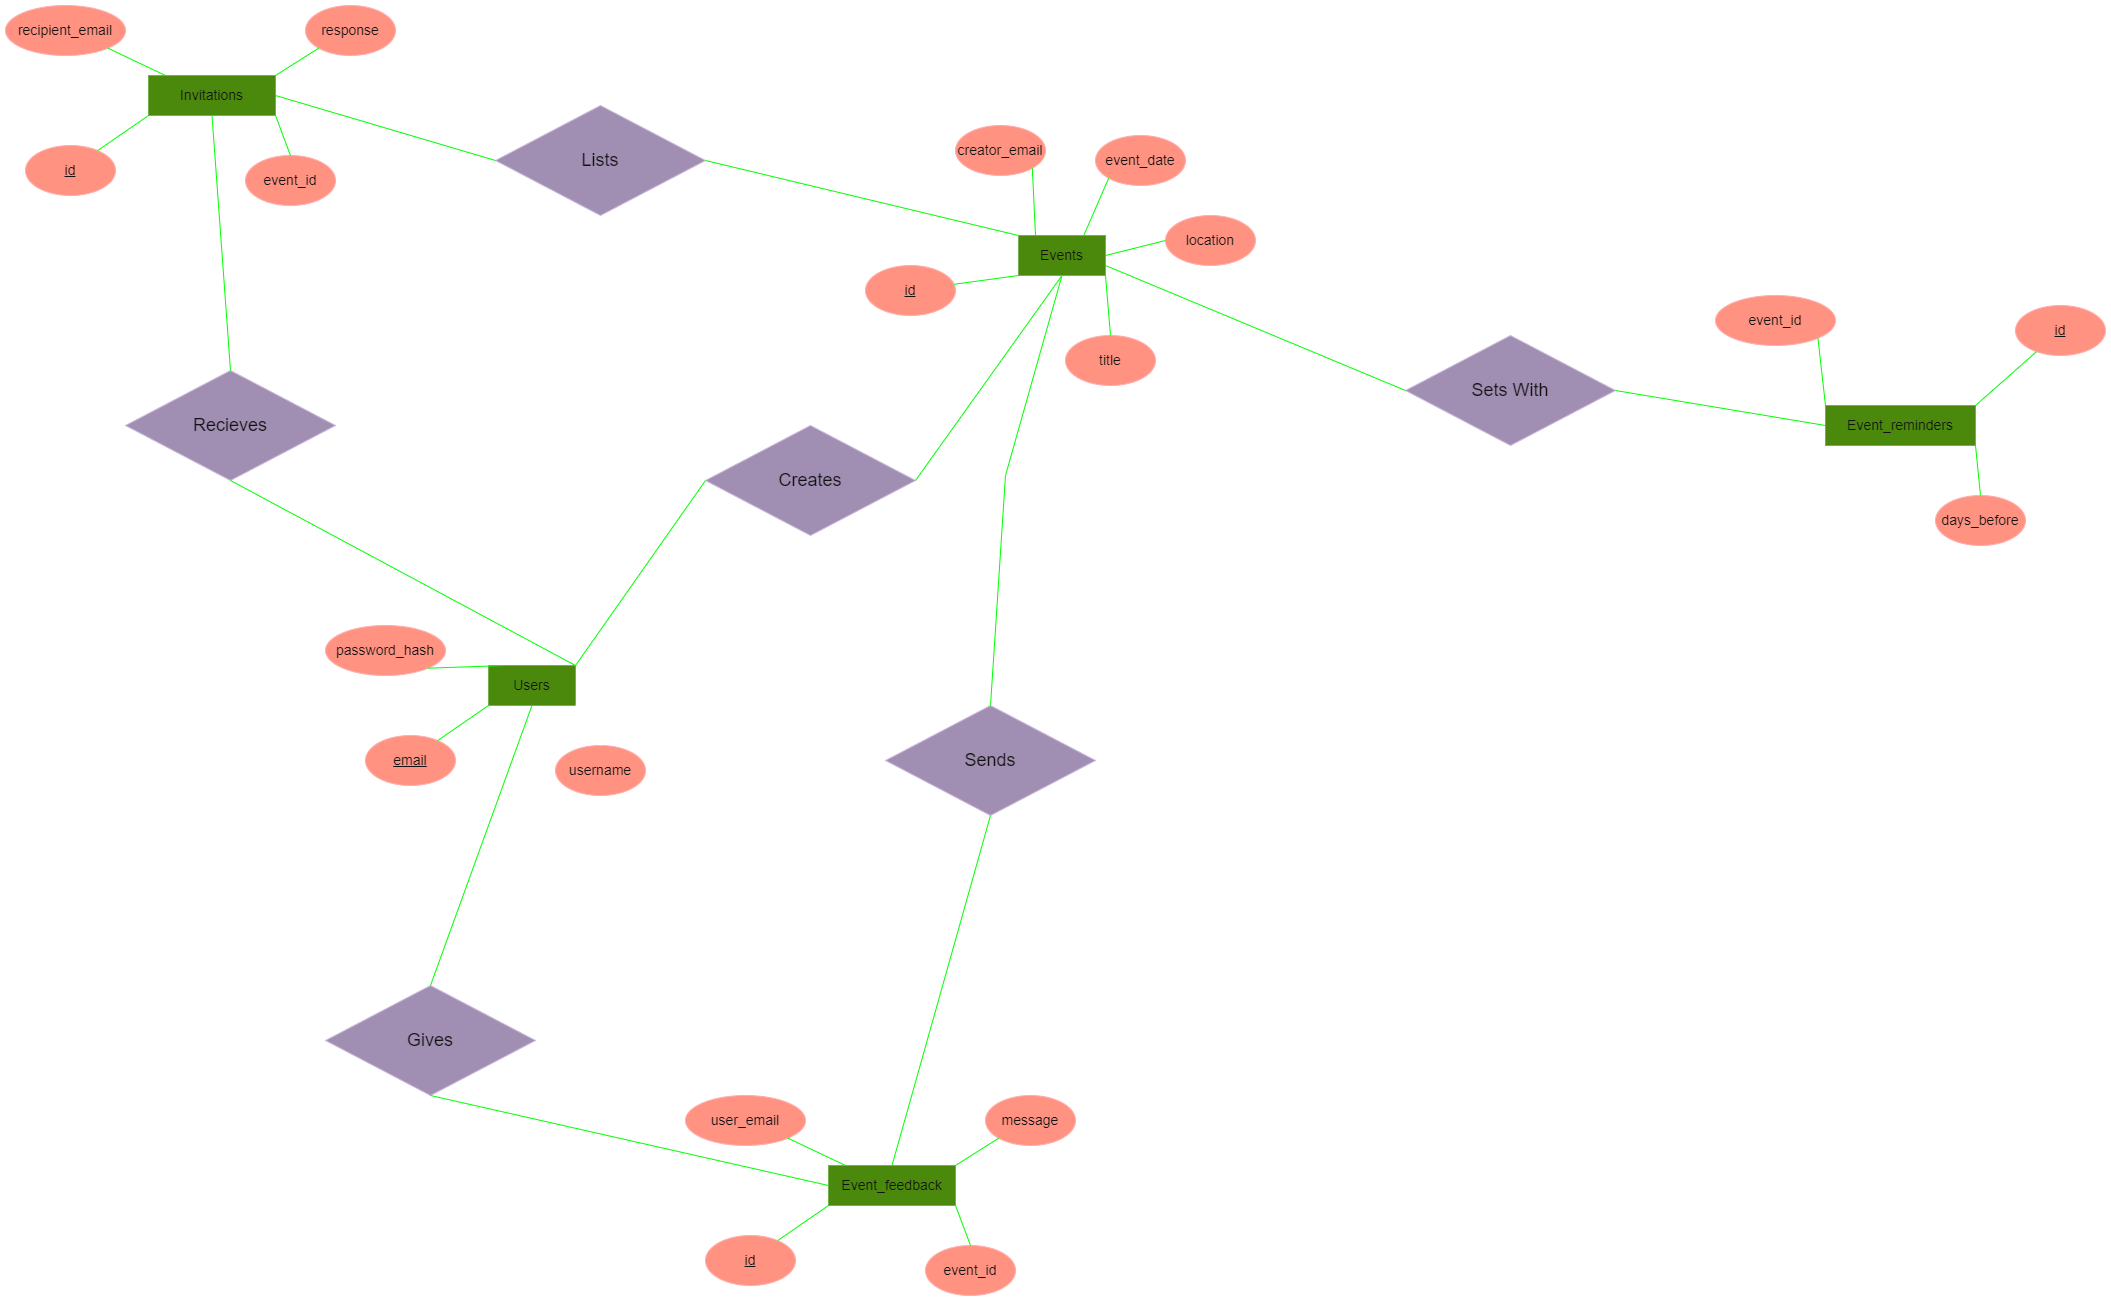 recipient_email
response
Invitations
id
event_id
Lists
creator_email
event_date
location
Events
id
title
event_id
id
Sets With
Event_reminders
days_before
Recieves
Creates
password_hash
Users
email
username
Sends
Gives
user_email
message
Event_feedback
id
event_id